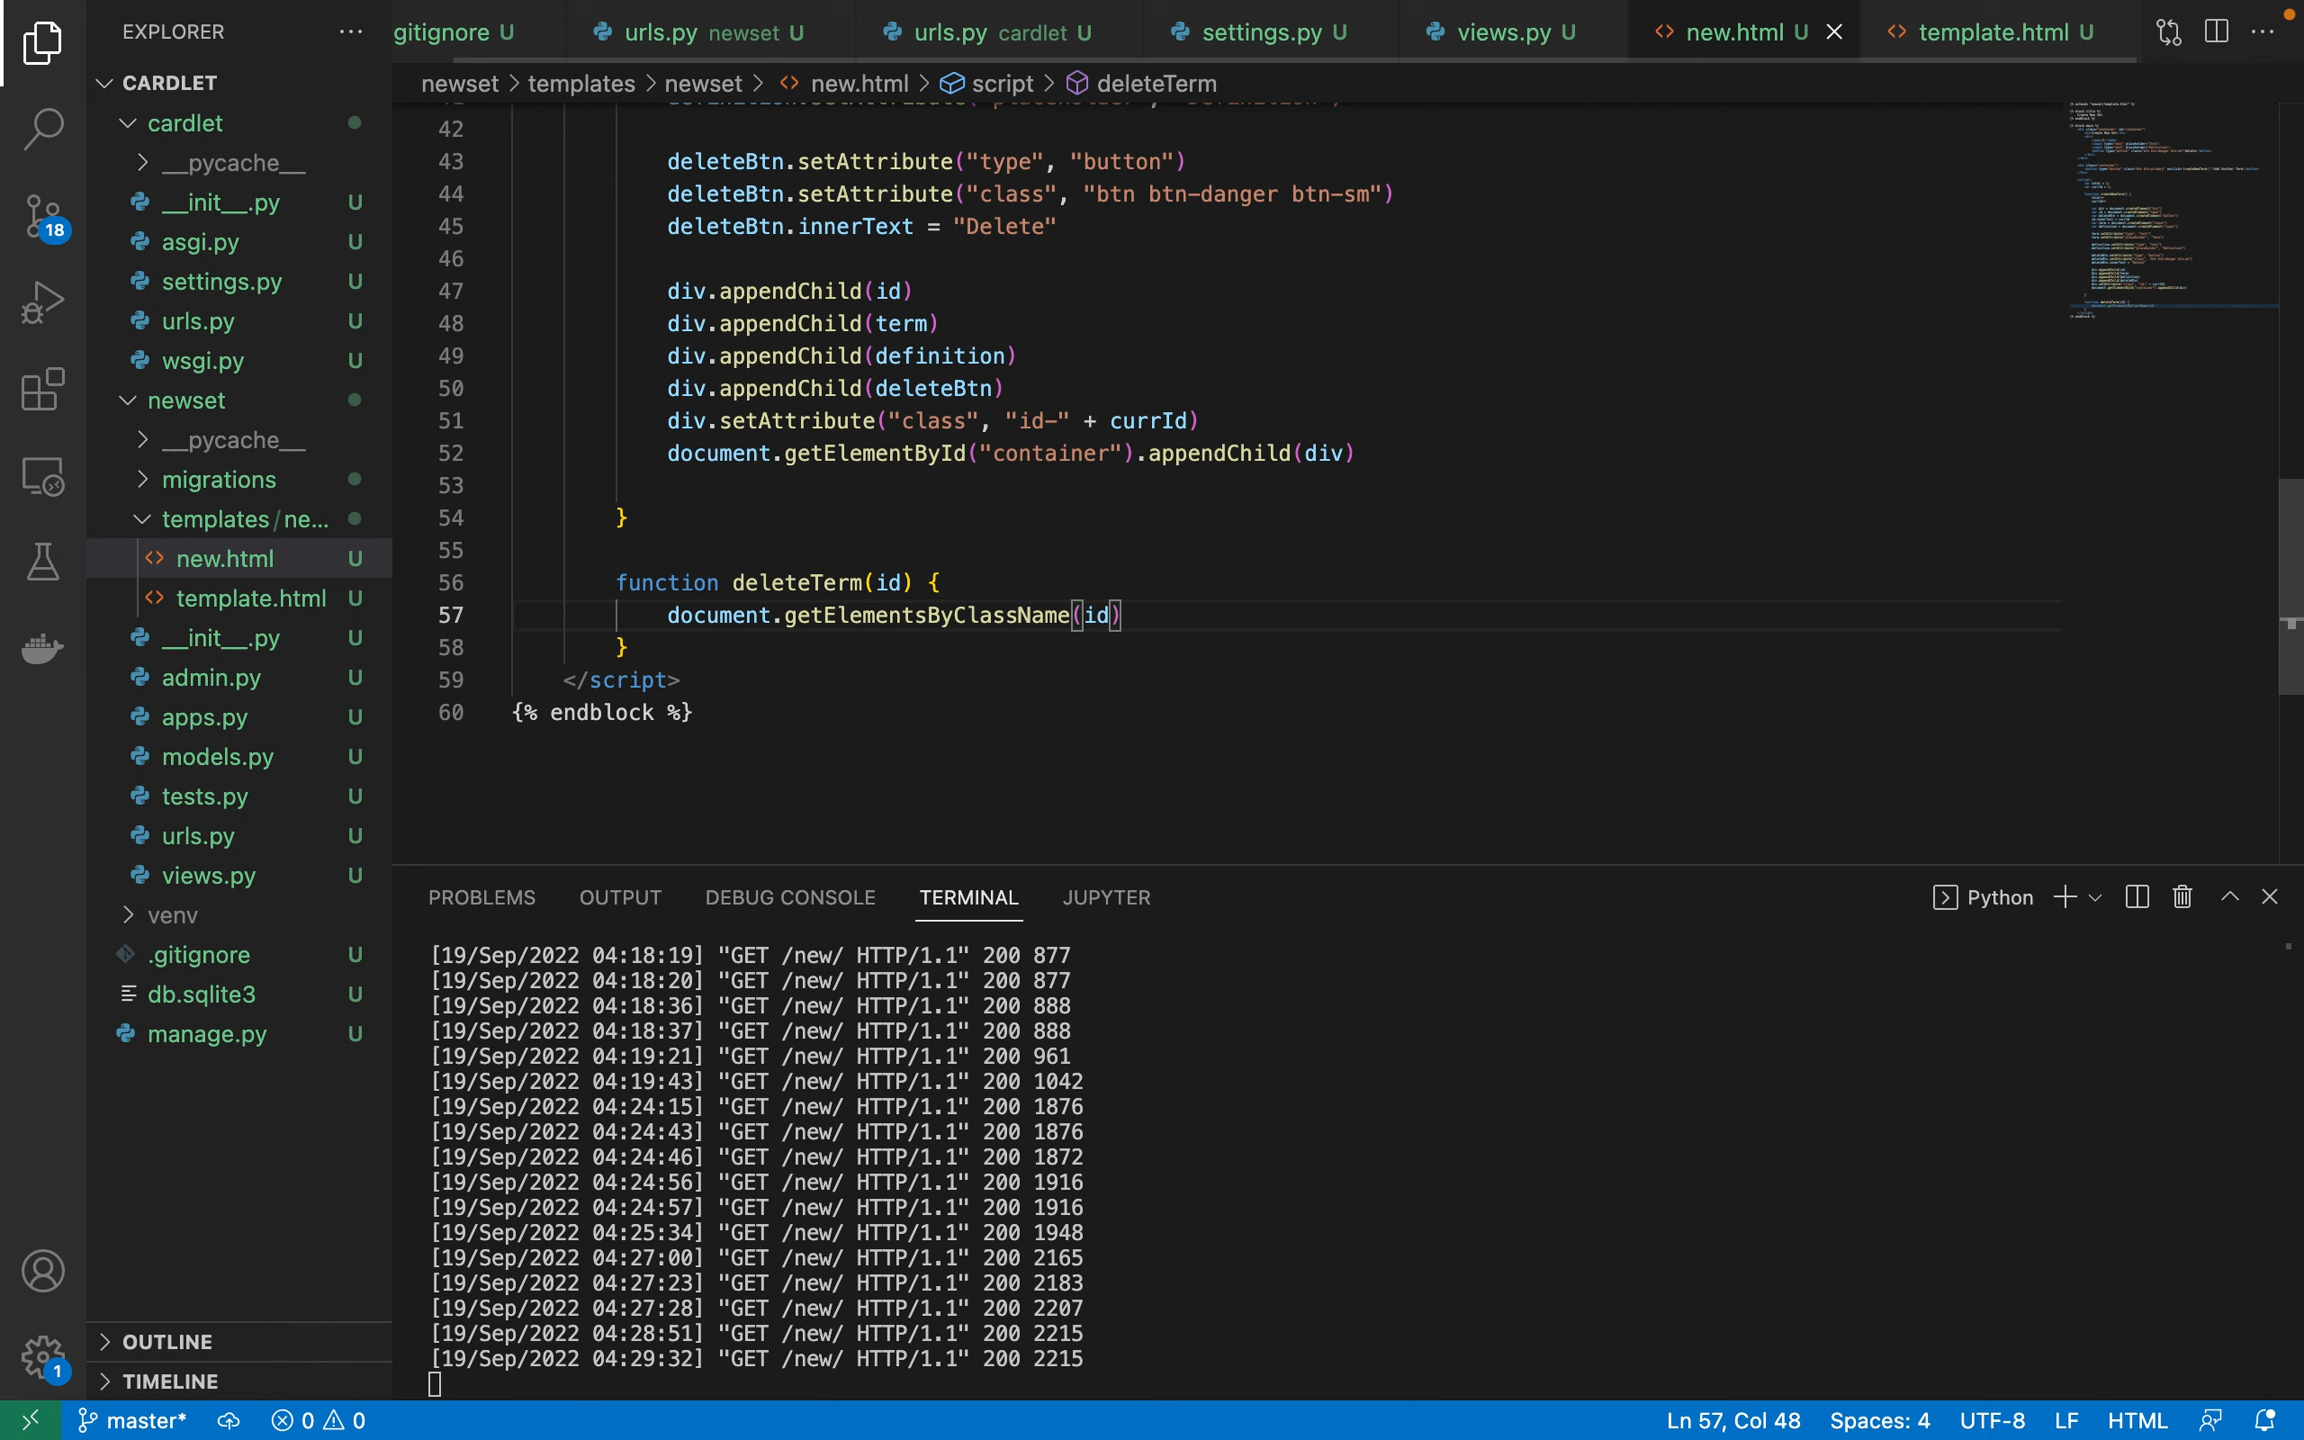 EXPLORER
CARDLET
cardlet
__pycache__
__init__.py U
asgi.py U
settings.py U
urls.py U
wsgi.py U
newset
__pycache__
migrations
templates/ne...
new.html U
template.html U
__init__.py U
admin.py U
apps.py U
models.py U
tests.py U
urls.py U
views.py U
venv
.gitignore U
db.sqlite3 U
manage.py U
OUTLINE
TIMELINE
18
1
gitignore U
urls.py newset U
urls.py cardlet U
settings.py U
views.py U
new.html U
template.html U
newset > templates > newset > new.html > script > deleteTerm
42
43 deleteBtn.setAttribute("type", "button")
44 deleteBtn.setAttribute("class", "btn btn-danger btn-sm")
45 deleteBtn.innerText = "Delete"
46
47 div.appendChild(id)
48 div.appendChild(term)
49 div.appendChild(definition)
50 div.appendChild(deleteBtn)
51 div.setAttribute("class", "id-" + currId)
52 document.getElementById("container").appendChild(div)
53
54 }
55
56 function deleteTerm(id) {
57 document.getElementsByClassName(id)
58 }
59 </script>
60 {% endblock %}
PROBLEMS OUTPUT DEBUG CONSOLE TERMINAL JUPYTER
Python
[19/Sep/2022 04:18:19] "GET /new/ HTTP/1.1" 200 877
[19/Sep/2022 04:18:20] "GET /new/ HTTP/1.1" 200 877
[19/Sep/2022 04:18:36] "GET /new/ HTTP/1.1" 200 888
[19/Sep/2022 04:18:37] "GET /new/ HTTP/1.1" 200 888
[19/Sep/2022 04:19:21] "GET /new/ HTTP/1.1" 200 961
[19/Sep/2022 04:19:43] "GET /new/ HTTP/1.1" 200 1042
[19/Sep/2022 04:24:15] "GET /new/ HTTP/1.1" 200 1876
[19/Sep/2022 04:24:43] "GET /new/ HTTP/1.1" 200 1876
[19/Sep/2022 04:24:46] "GET /new/ HTTP/1.1" 200 1872
[19/Sep/2022 04:24:56] "GET /new/ HTTP/1.1" 200 1916
[19/Sep/2022 04:24:57] "GET /new/ HTTP/1.1" 200 1916
[19/Sep/2022 04:25:34] "GET /new/ HTTP/1.1" 200 1948
[19/Sep/2022 04:27:00] "GET /new/ HTTP/1.1" 200 2165
[19/Sep/2022 04:27:23] "GET /new/ HTTP/1.1" 200 2183
[19/Sep/2022 04:27:28] "GET /new/ HTTP/1.1" 200 2207
[19/Sep/2022 04:28:51] "GET /new/ HTTP/1.1" 200 2215
[19/Sep/2022 04:29:32] "GET /new/ HTTP/1.1" 200 2215
master* 0 0 Ln 57, Col 48 Spaces: 4 UTF-8 LF HTML